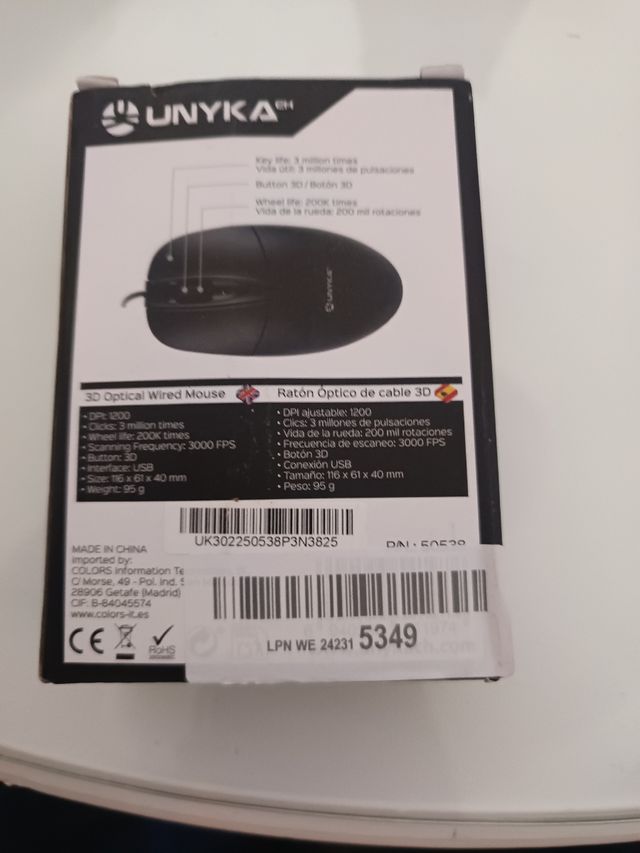 UNYKACH
Key life: 3 million times
Vida útil: 3 millones de pulsaciones
Button 3D / Botón 3D
Wheel life: 200K times
Vida de la rueda: 200 mil rotaciones
UNYKA
3D Optical Wired Mouse
• DPI: 1200
• Clicks: 3 million times
• Wheel life: 200K times
• Scanning Frequency: 3000 FPS
• Button: 3D
• Interface: USB
• Size: 116 x 61 x 40 mm
• Weight: 95 g
Ratón Óptico de cable 3D
• DPI ajustable: 1200
• Clics: 3 millones de pulsaciones
• Vida de la rueda: 200 mil rotaciones
• Frecuencia de escaneo: 3000 FPS
• Botón 3D
• Conexión USB
• Tamaño: 116 x 61 x 40 mm
• Peso: 95 g
UK302250538P3N3825
P/N: 50538
MADE IN CHINA
Imported by:
COLORS Information Te
C/ Morse, 49 - Pol. Ind. S
28906 Getafe (Madrid)
CIF: B-84045574
www.colors-it.es
CE
RoHS
LPN WE 24231 5349